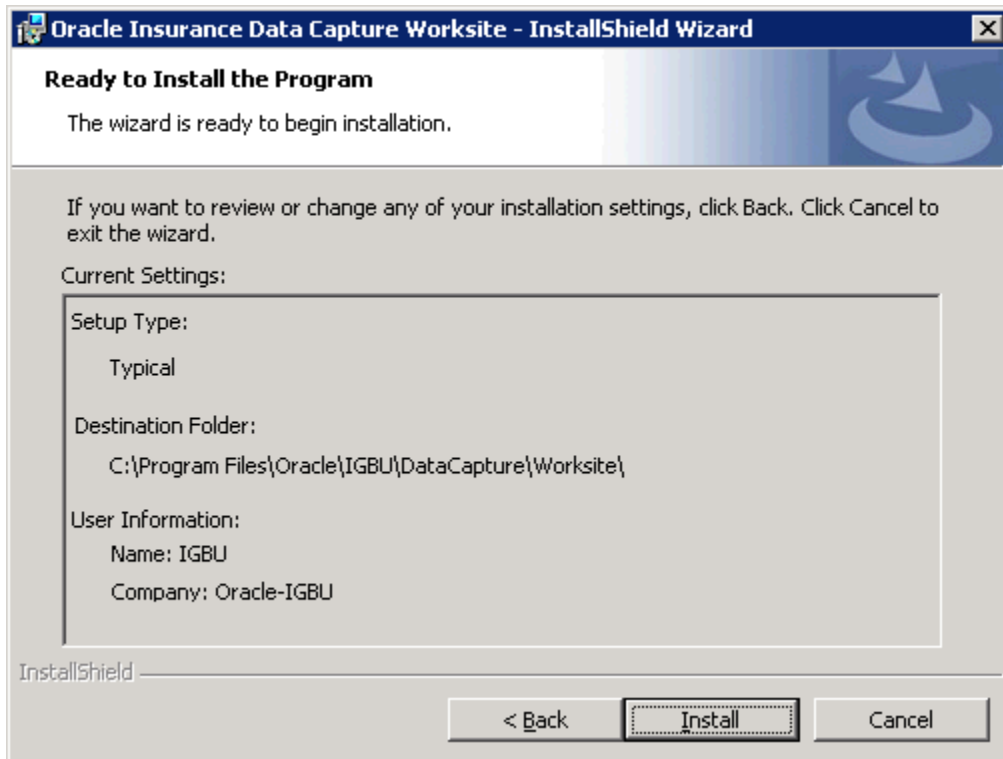 Oracle Insurance Data Capture Worksite - InstallShield Wizard
Ready to Install the Program
The wizard is ready to begin installation.
If you want to review or change any of your installation settings, click Back. Click Cancel to
exit the wizard.
Current Settings:
Setup Type:
Typical
Destination Folder:
C:\Program Files\Oracle\IGBU\DataCapture\Worksite\
User Information:
Name: IGBU
Company: Oracle-IGBU
InstallShield
< Back
Install
Cancel